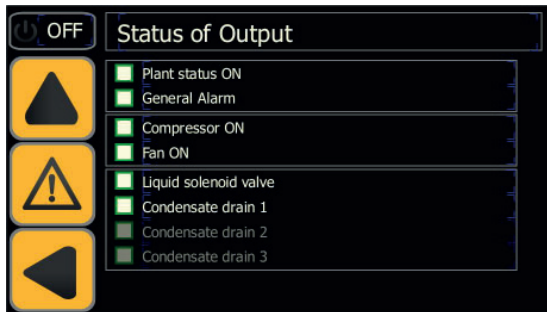 OFF
Status of Output
Plant status ON
General Alarm
Compressor ON
Fan ON
Liquid solenoid valve
Condensate drain 1
Condensate drain 2
Condensate drain 3